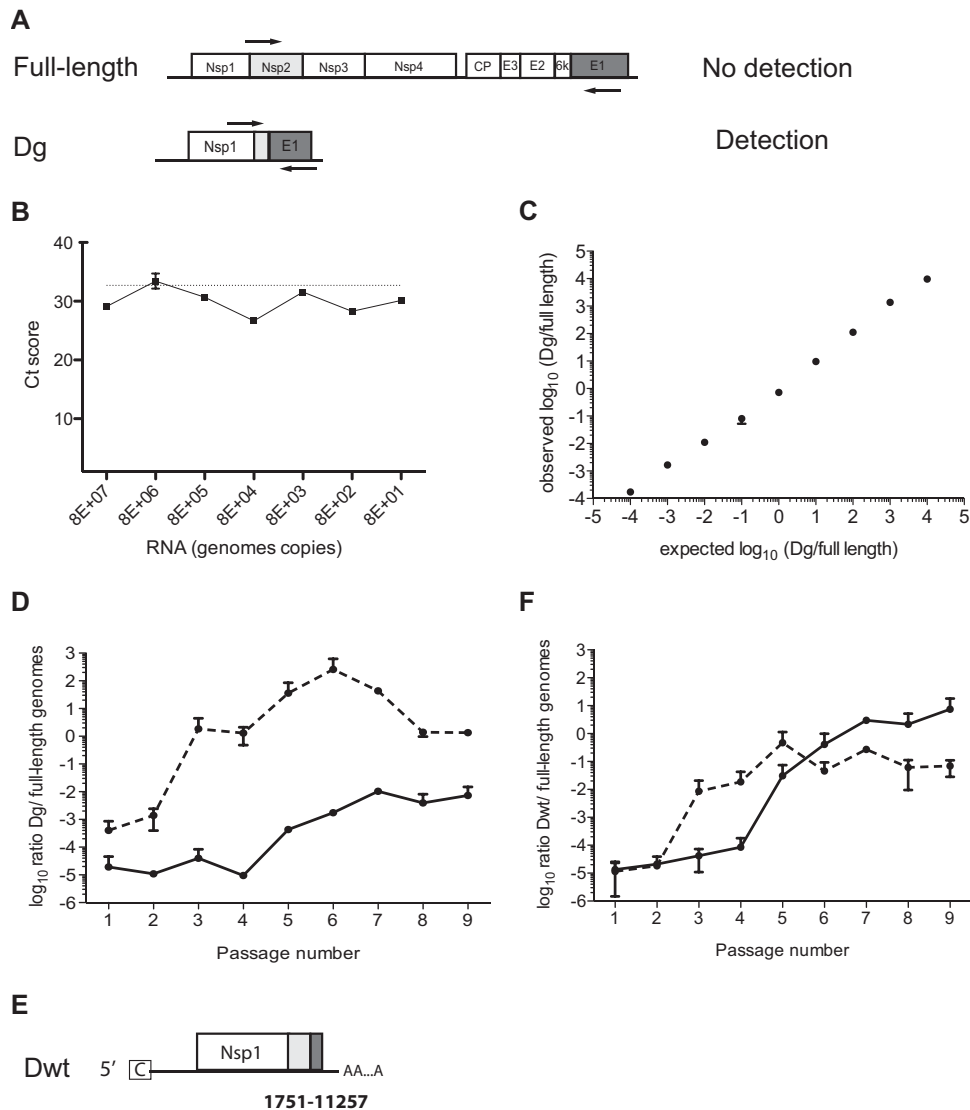 A
Full-length
Nsp1 Nsp2 Nsp3 Nsp4 CP E3 E2 6k E1
No detection
Dg
Nsp1 E1
Detection
B
40
30
20
10
Ct score
8E+07 8E+06 8E+05 8E+04 8E+03 8E+02 8E+01
RNA (genomes copies)
C
5
4
3
2
1
0
-1
-2
-3
-4
observed log10 (Dg/full length)
-5 -4 -3 -2 -1 0 1 2 3 4 5
expected log10 (Dg/full length)
D
3
2
1
0
-1
-2
-3
-4
-5
-6
log10 ratio Dg/ full-length genomes
1 2 3 4 5 6 7 8 9
Passage number
F
3
2
1
0
-1
-2
-3
-4
-5
-6
log10 ratio Dwt/ full-length genomes
1 2 3 4 5 6 7 8 9
Passage number
E
Dwt 5′ C Nsp1 AA...A
1751-11257